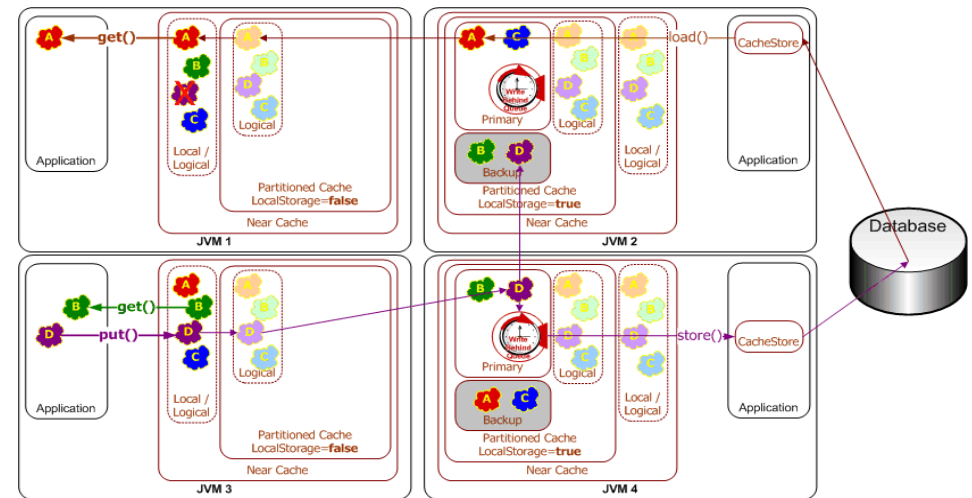 A
get()
A
A
B
B
D
D
C
C
Logical
Local /
Logical
Application
Partitioned Cache
LocalStorage=false
Near Cache
JVM 1
A
C
A
A
load()
CacheStore
B
B
Write
Behind
Queue
D
D
C
C
Primary
Logical
B
D
Backup
Local /
Logical
Application
Partitioned Cache
LocalStorage=true
Near Cache
JVM 2
Database
A
A
B
get()
B
B
D
put()
D
D
C
C
Logical
Local /
Logical
Application
Partitioned Cache
LocalStorage=false
Near Cache
JVM 3
B
D
A
A
B
B
Write
Behind
Queue
D
D
store()
CacheStore
C
C
Primary
Logical
A
C
Backup
Local /
Logical
Application
Partitioned Cache
LocalStorage=true
Near Cache
JVM 4